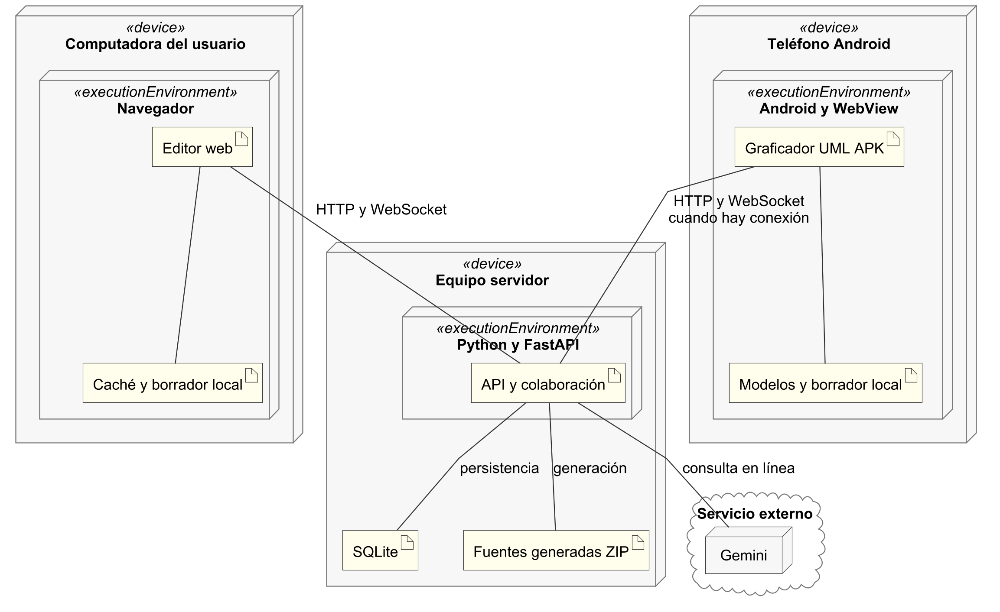 «device»
Computadora del usuario
«executionEnvironment»
Navegador
Editor web
Caché y borrador local
«device»
Teléfono Android
«executionEnvironment»
Android y WebView
Graficador UML APK
Modelos y borrador local
HTTP y WebSocket
HTTP y WebSocket
cuando hay conexión
«device»
Equipo servidor
«executionEnvironment»
Python y FastAPI
API y colaboración
persistencia
generación
consulta en línea
SQLite
Fuentes generadas ZIP
Servicio externo
Gemini